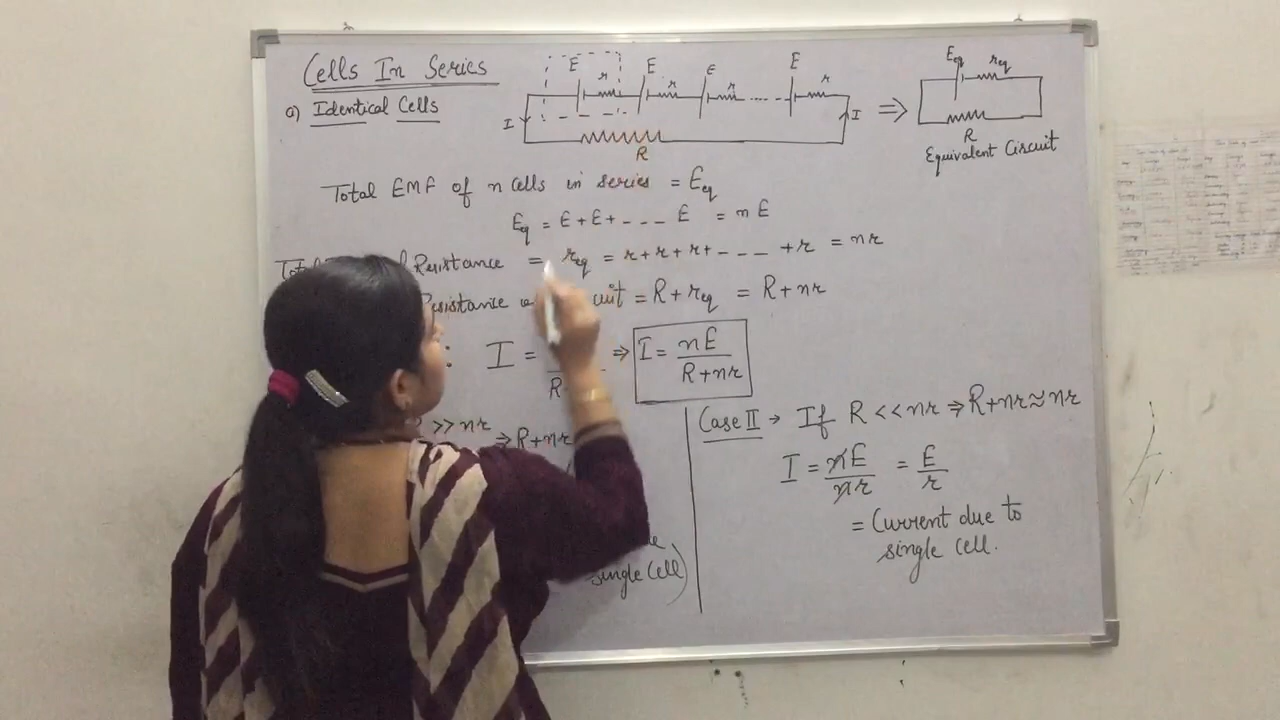 Cells In Series
a) Identical Cells
E r E r E r E r
I I
R
⇒
Eeq req
R
Equivalent Circuit
Total EMF of n cells in series = Eeq
Eeq = E + E + - - - E = nE
Resistance = req = r + r + r + - - - + r = nr
= R + req = R + nr
I = ⇒ I = nE / R + nr
>> nr ⇒ R + nr
single cell)
Case II → If R << nr ⇒ R + nr ≈ nr
I = nE / nr = E / r
= Current due to
single cell.